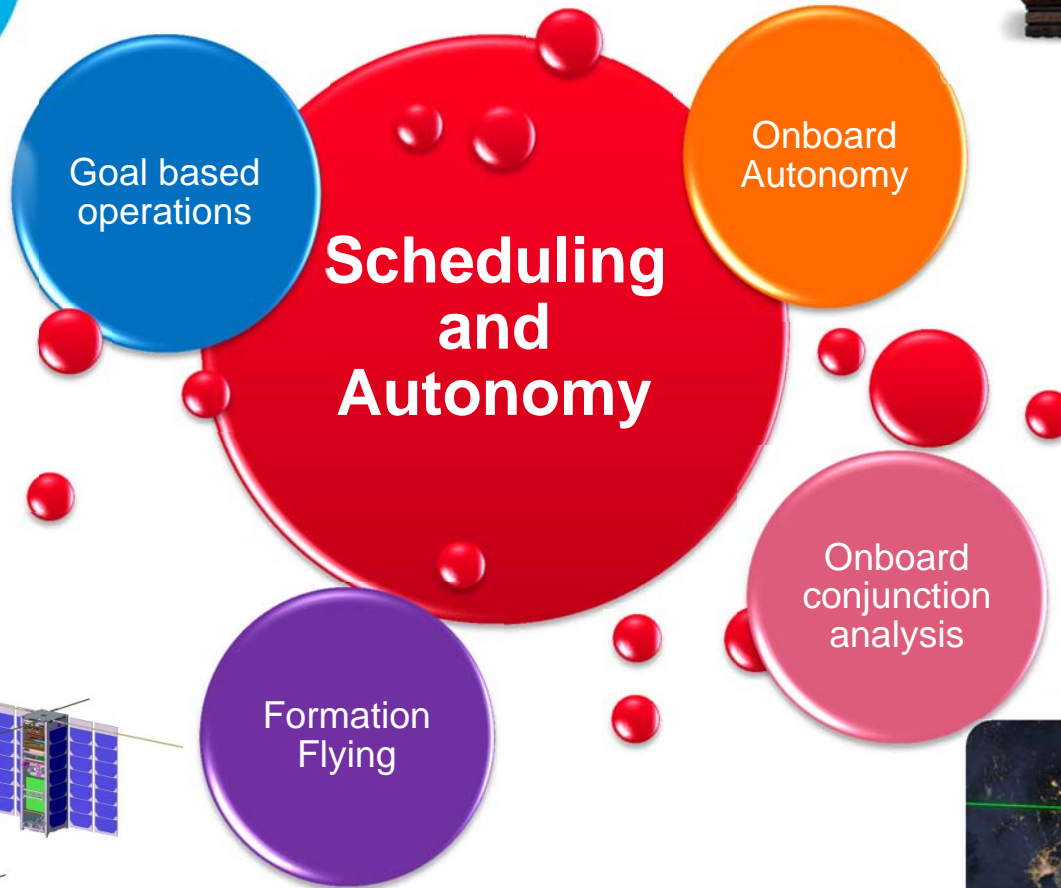 Goal based
operations
Onboard
Autonomy
Scheduling
and
Autonomy
Onboard
conjunction
analysis
Formation
Flying